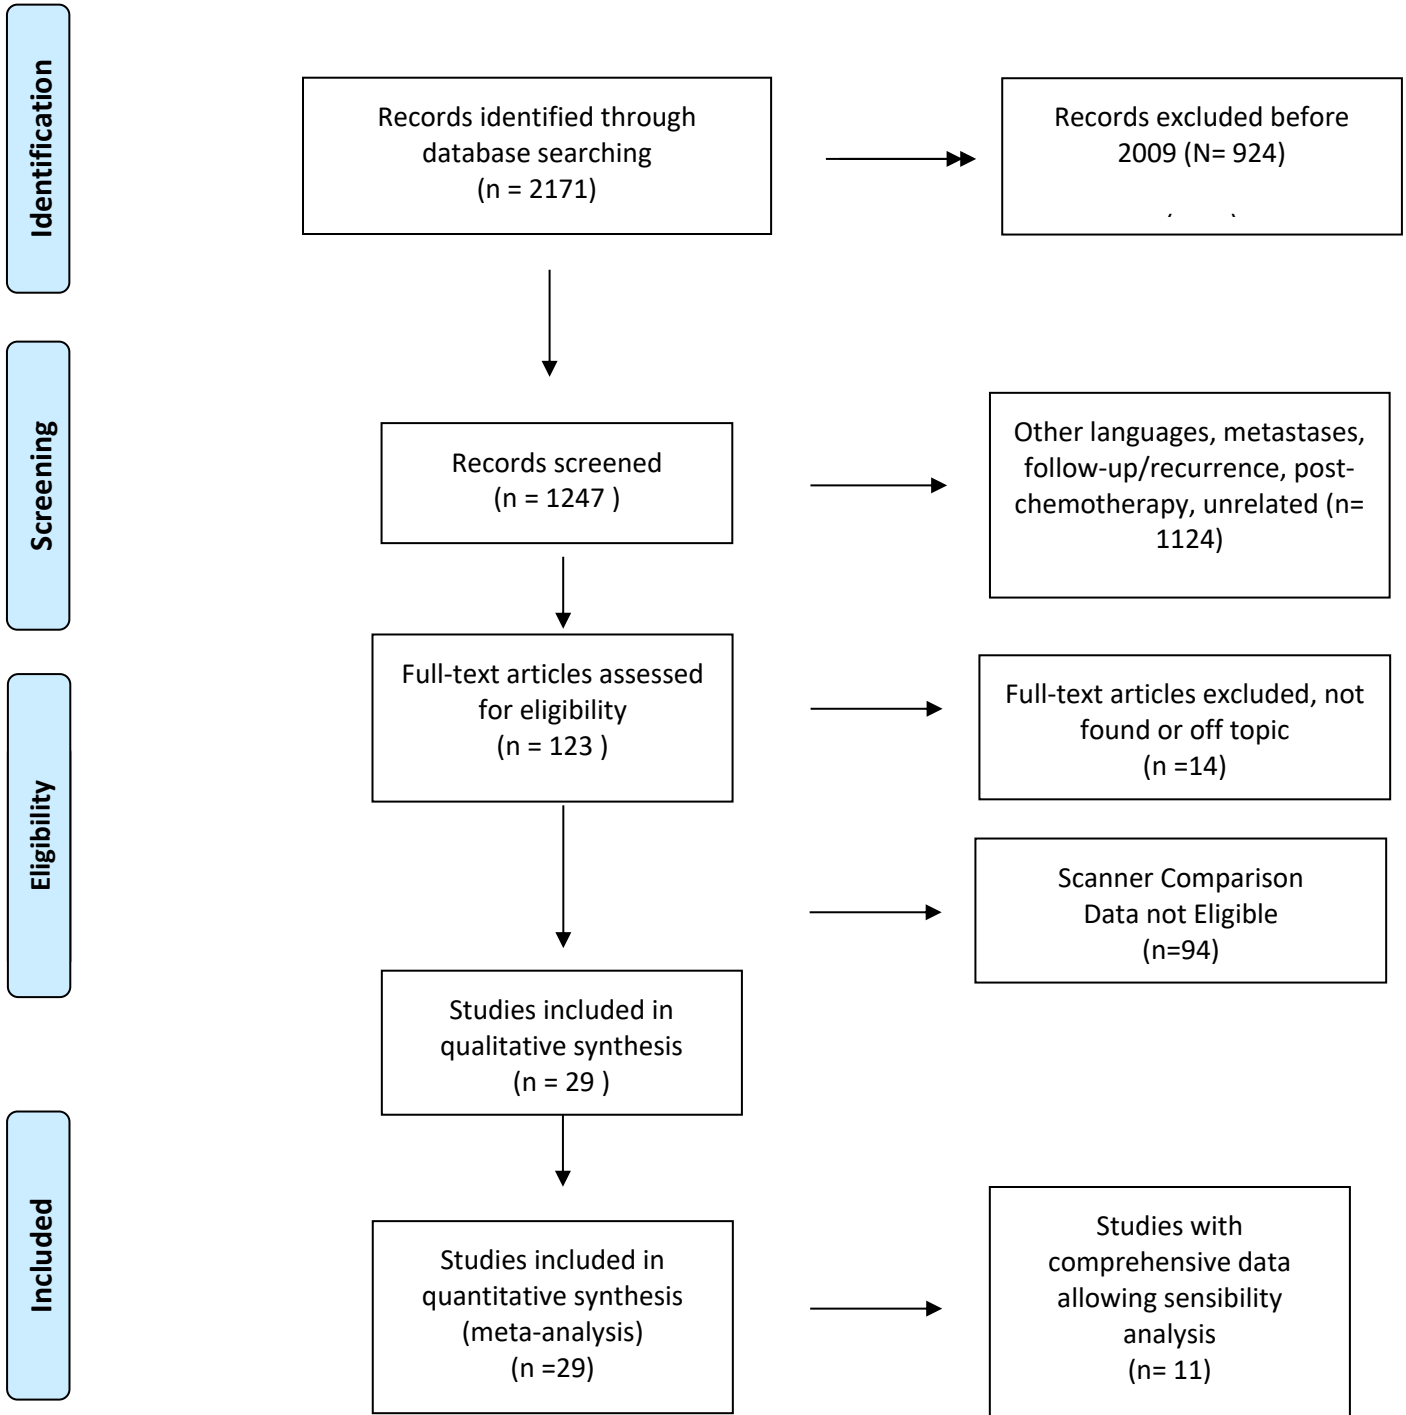 Identification
Records identified through
database searching
(n = 2171)
Records excluded before
2009 (N= 924)
Screening
Records screened
(n = 1247 )
Other languages, metastases,
follow-up/recurrence, post-
chemotherapy, unrelated (n=
1124)
Eligibility
Full-text articles assessed
for eligibility
(n = 123 )
Full-text articles excluded, not
found or off topic
(n =14)
Scanner Comparison
Data not Eligible
(n=94)
Studies included in
qualitative synthesis
(n = 29 )
Included
Studies included in
quantitative synthesis
(meta-analysis)
(n =29)
Studies with
comprehensive data
allowing sensibility
analysis
(n= 11)